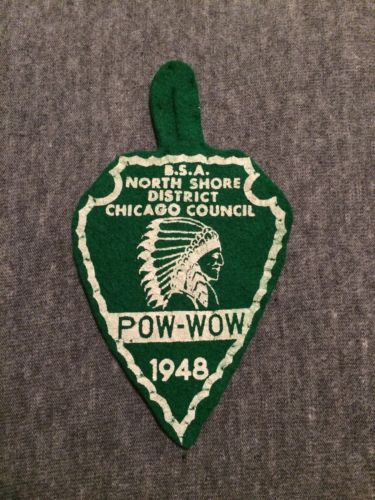 B.S.A.
NORTH SHORE
DISTRICT
CHICAGO COUNCIL
POW-WOW
1948